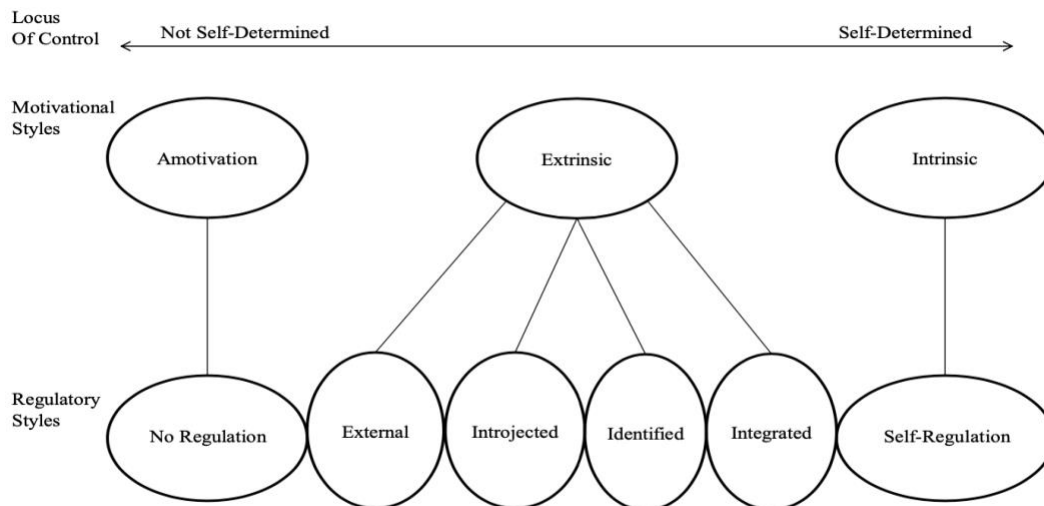 Locus
Of Control
Not Self-Determined
Self-Determined
Motivational
Styles
Amotivation
Extrinsic
Intrinsic
Regulatory
Styles
No Regulation
External
Introjected
Identified
Integrated
Self-Regulation